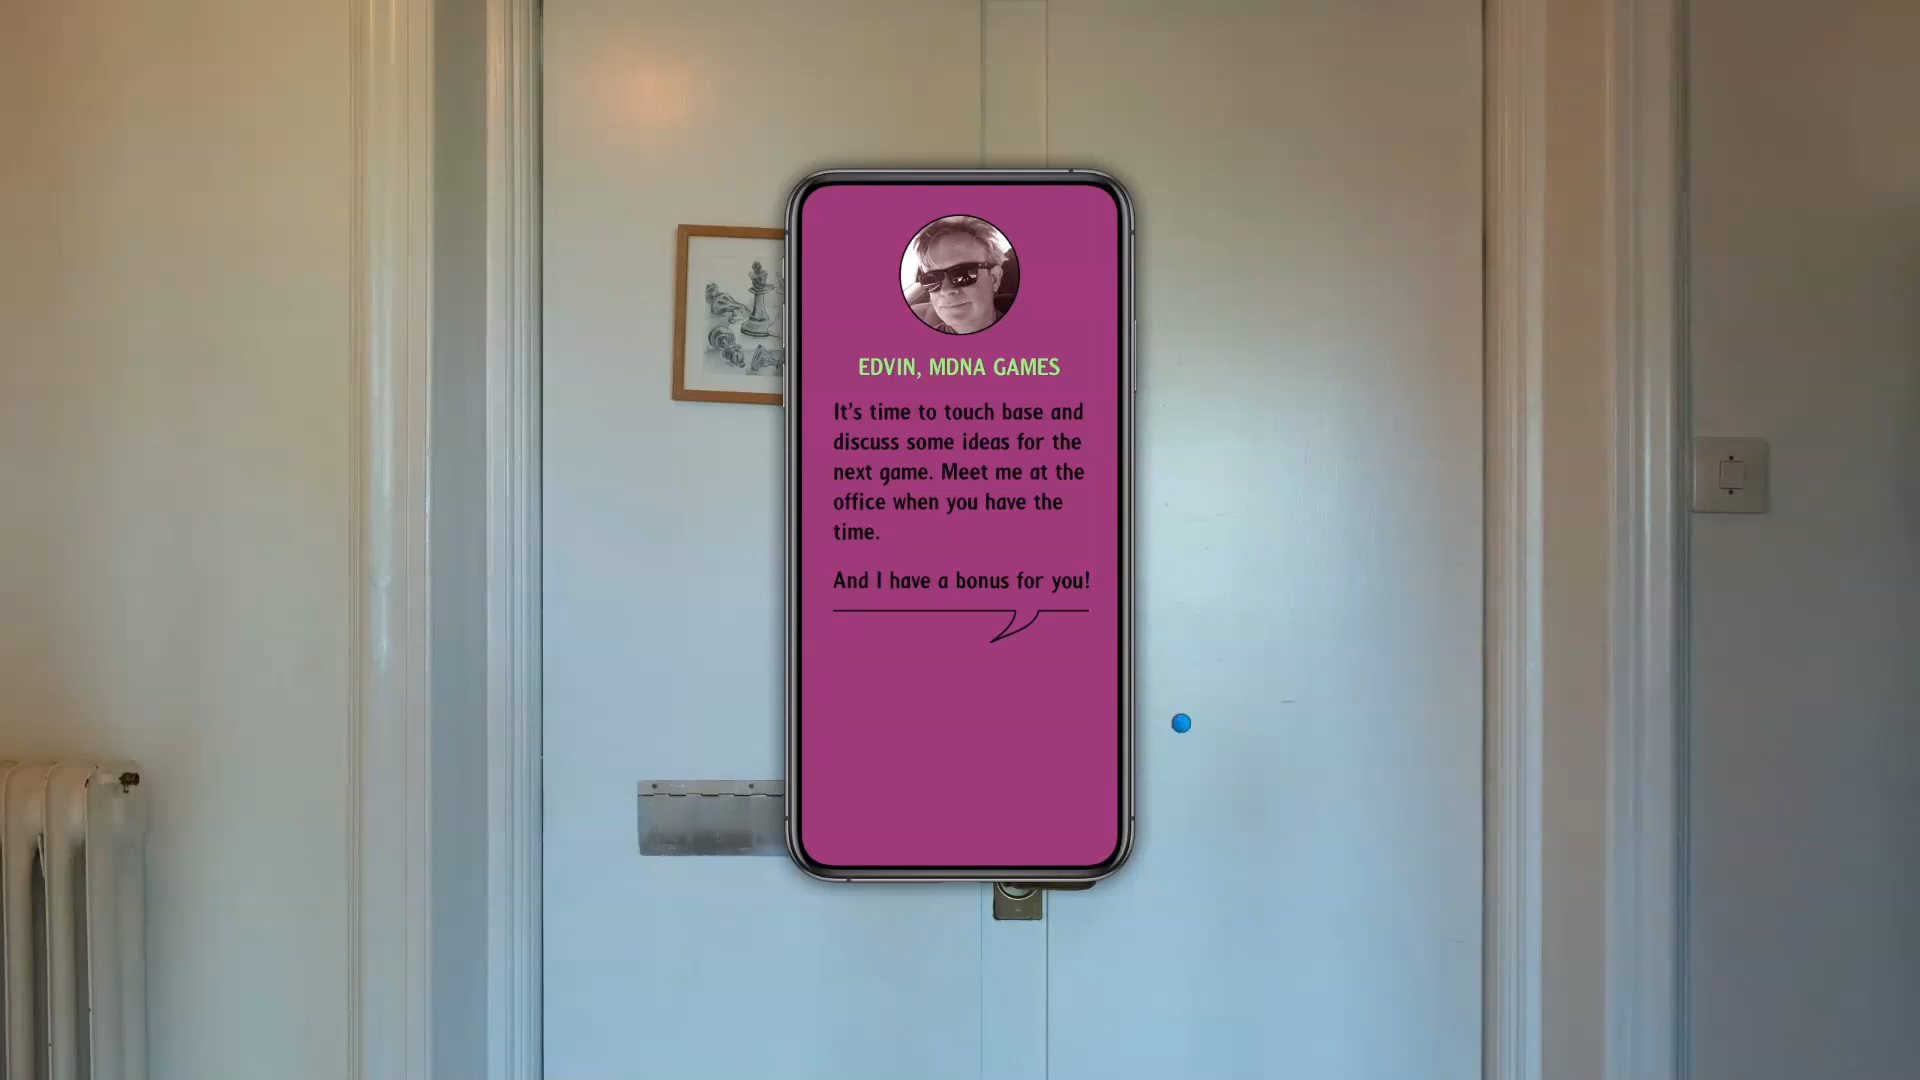 EDVIN, MDNA GAMES
It’s time to touch base and
discuss some ideas for the
next game. Meet me at the
office when you have the
time.
And I have a bonus for you!